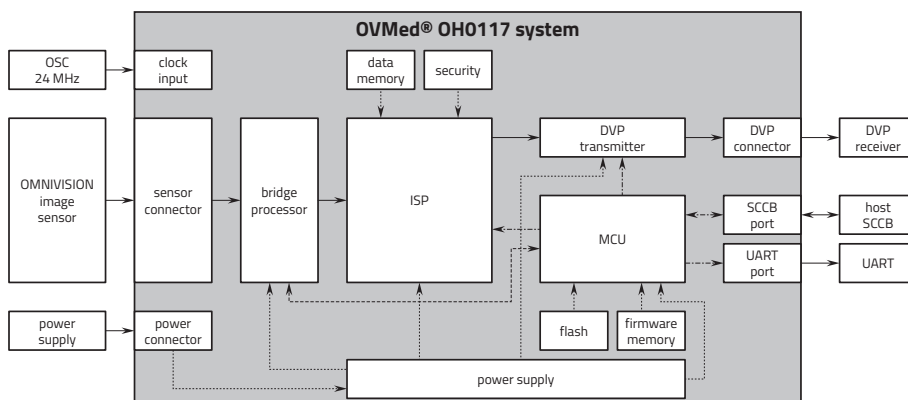 OVMed® OH0117 system
OSC
24 MHz
clock
input
data
memory
security
OMNIVISION
image
sensor
sensor
connector
bridge
processor
ISP
DVP
transmitter
DVP
connector
DVP
receiver
MCU
SCCB
port
host
SCCB
UART
port
UART
power
supply
power
connector
flash
firmware
memory
power supply